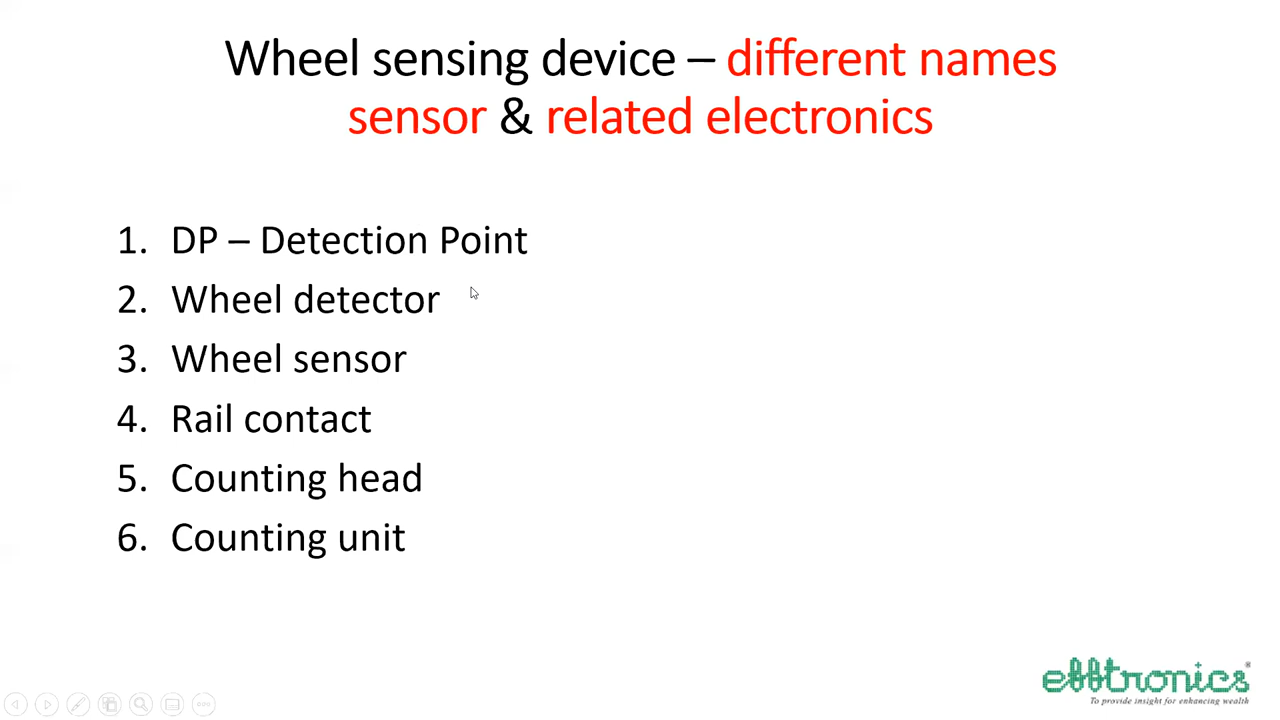 Wheel sensing device – different names
sensor & related electronics
1. DP – Detection Point
2. Wheel detector
3. Wheel sensor
4. Rail contact
5. Counting head
6. Counting unit
efftronics®
To provide insight for enhancing wealth